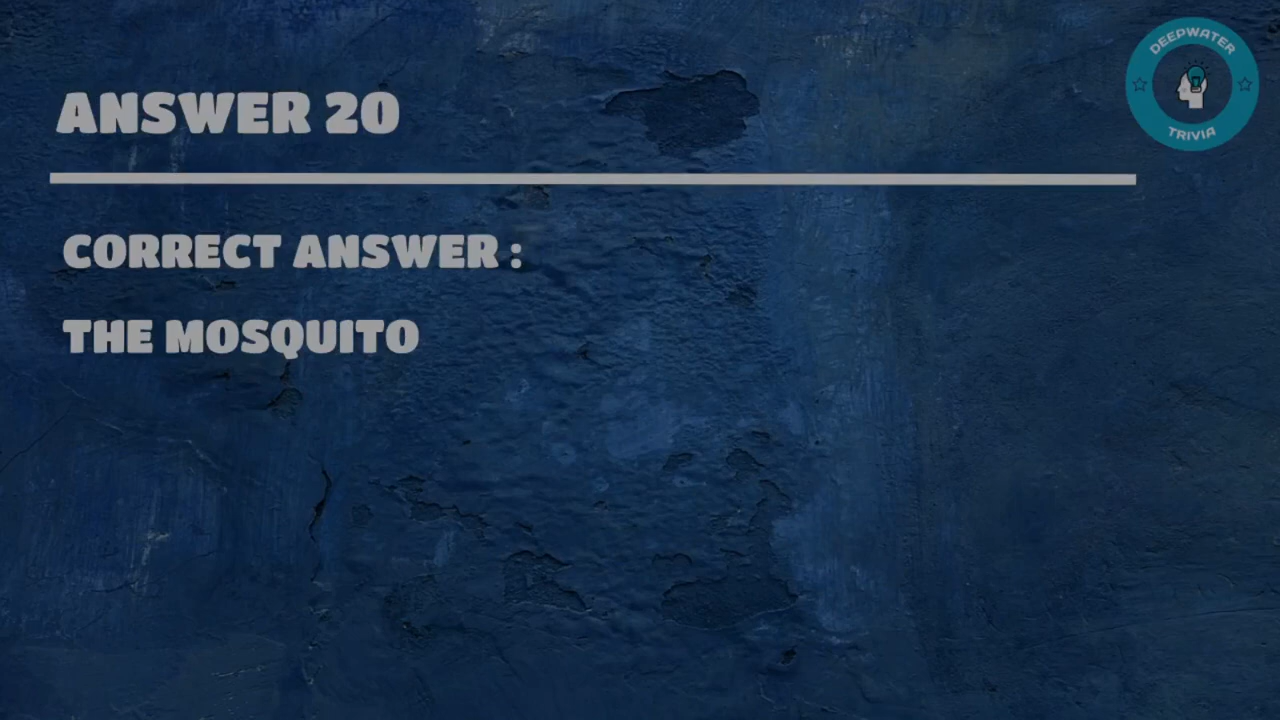 DEEPWATER
TRIVIA
ANSWER 20
CORRECT ANSWER :
THE MOSQUITO